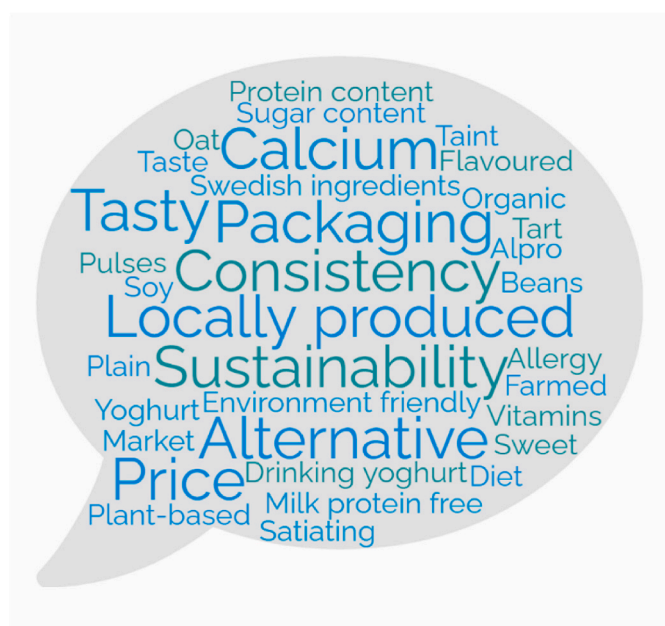 Protein content
Sugar content
Oat Calcium Taint
Taste Flavoured
Swedish ingredients Organic
Tasty Packaging Tart
Alpro
Pulses Consistency Beans
Soy
Locally produced
Plain Sustainability Allergy
Farmed
Yoghurt Environment friendly Vitamins
Market Alternative Sweet
Price Drinking yoghurt Diet
Plant-based Milk protein free
Satiating